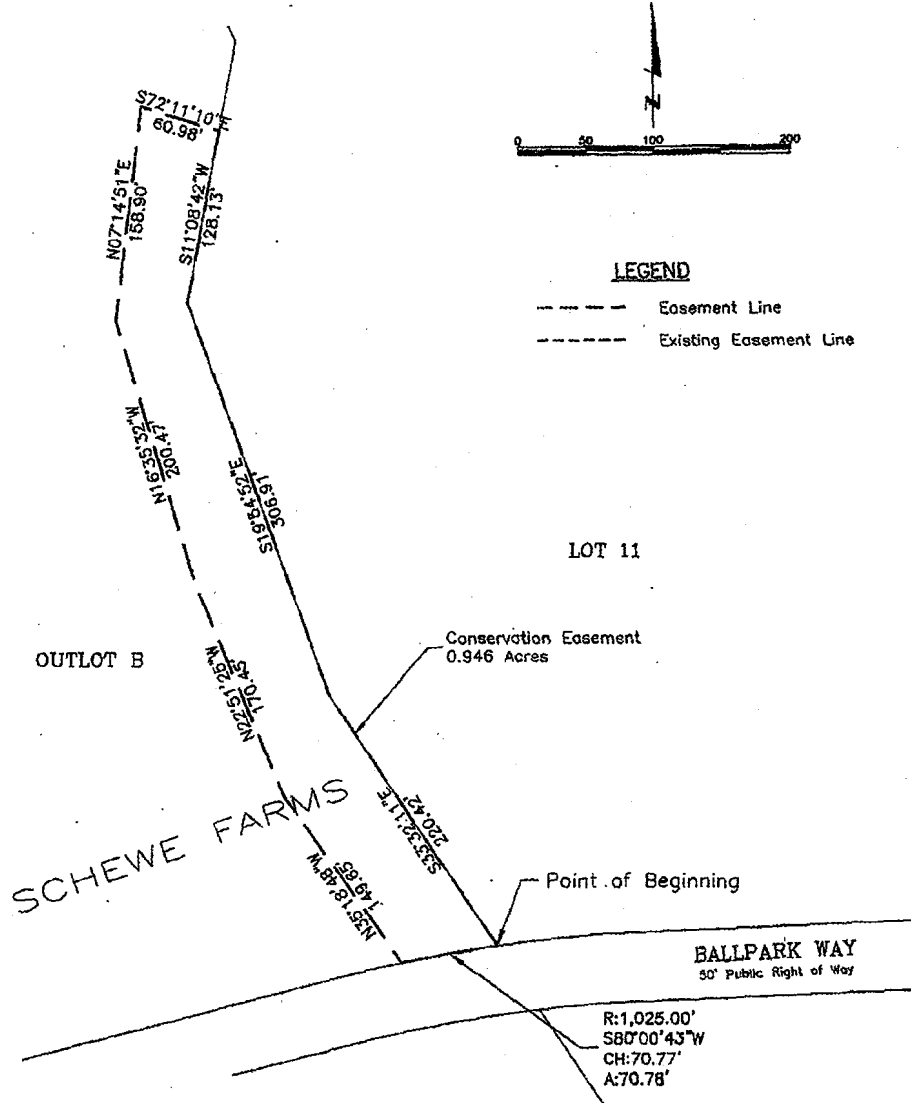 N
0 50 100 200
S72°11'10"E
60.98'
N07°14'51"E
158.90'
S11°08'42"W
128.13'
LEGEND
Easement Line
Existing Easement Line
N16°35'32"W
200.47'
S19°54'52"E
306.91'
LOT 11
OUTLOT B
Conservation Easement
0.946 Acres
N22°51'25"W
170.45'
SCHEWE FARMS
S33°32'11"E
220.42'
N35°18'48"W
149.65'
Point of Beginning
BALLPARK WAY
50' Public Right of Way
R:1,025.00'
S80°00'43"W
CH:70.77'
A:70.78'